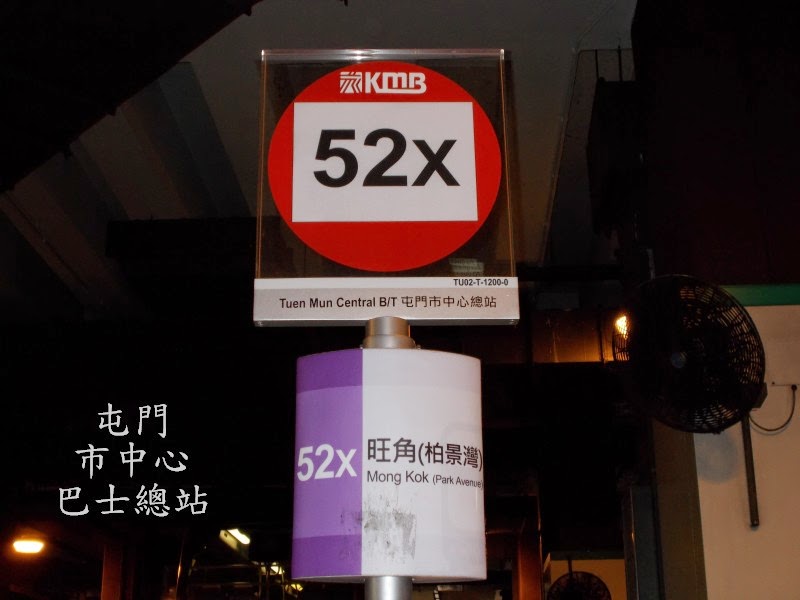 KMB
52x
TU02-T-1200-0
Tuen Mun Central B/T 屯門市中心總站
52x
旺角(柏景灣)
Mong Kok (Park Avenue)
屯門
市中心
巴士總站